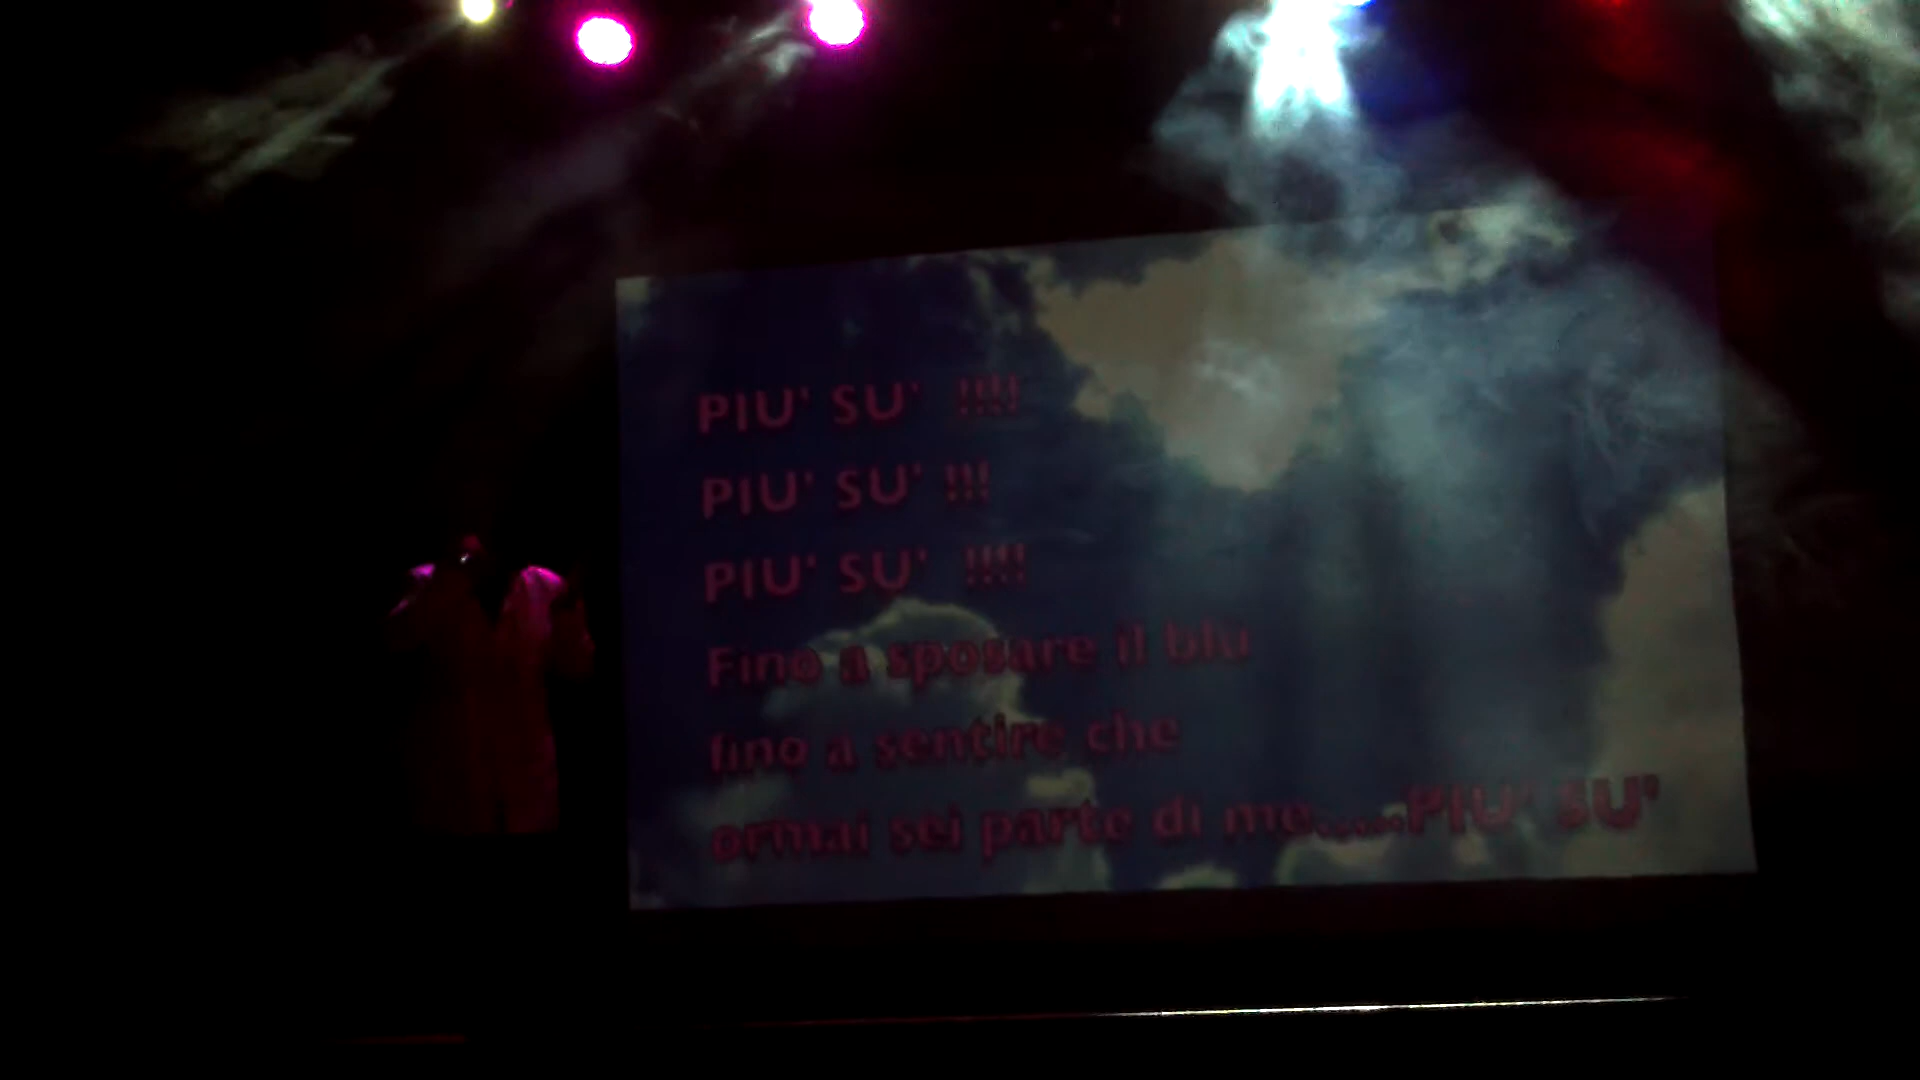 PIU' SU' !!!!
PIU' SU' !!!
PIU' SU' !!!!
Fino a sposare il blu
fino a sentire che
ormai sei parte di me......PIU' SU'